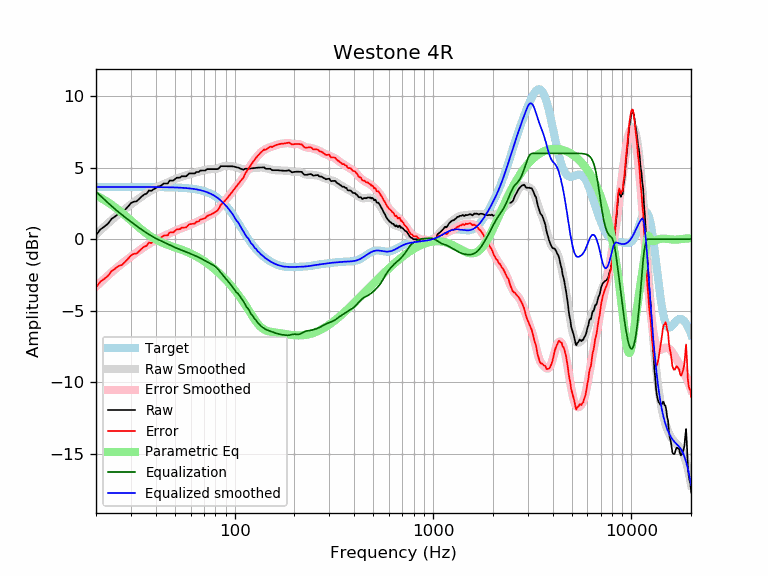 Westone 4R
Amplitude (dBr)
10
5
0
−5
−10
−15
Target
Raw Smoothed
Error Smoothed
Raw
Error
Parametric Eq
Equalization
Equalized smoothed
100
1000
10000
Frequency (Hz)